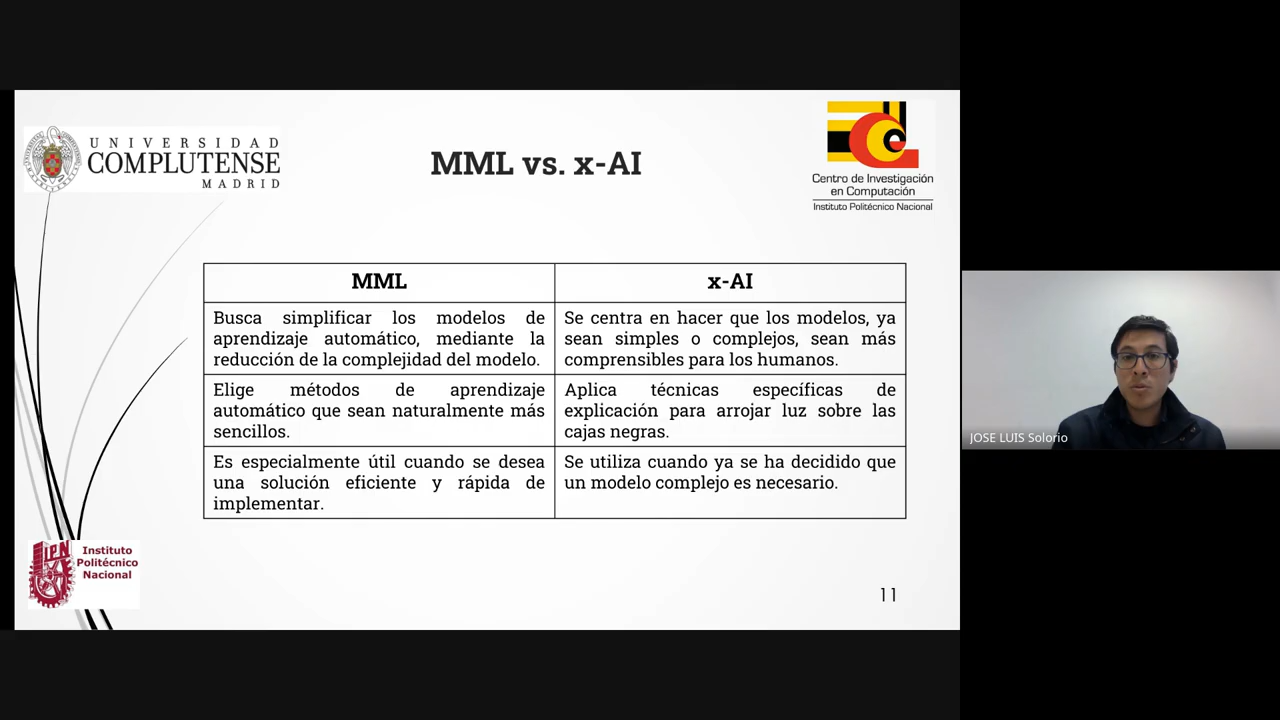 UNIVERSIDAD
COMPLUTENSE
MADRID
MML vs. x-AI
Centro de Investigación
en Computación
Instituto Politécnico Nacional
MML
x-AI
Busca simplificar los modelos de
aprendizaje automático, mediante la
reducción de la complejidad del modelo.
Se centra en hacer que los modelos, ya
sean simples o complejos, sean más
comprensibles para los humanos.
Elige métodos de aprendizaje
automático que sean naturalmente más
sencillos.
Aplica técnicas específicas de
explicación para arrojar luz sobre las
cajas negras.
Es especialmente útil cuando se desea
una solución eficiente y rápida de
implementar.
Se utiliza cuando ya se ha decidido que
un modelo complejo es necesario.
JOSE LUIS Solorio
IPN
Instituto
Politécnico
Nacional
11